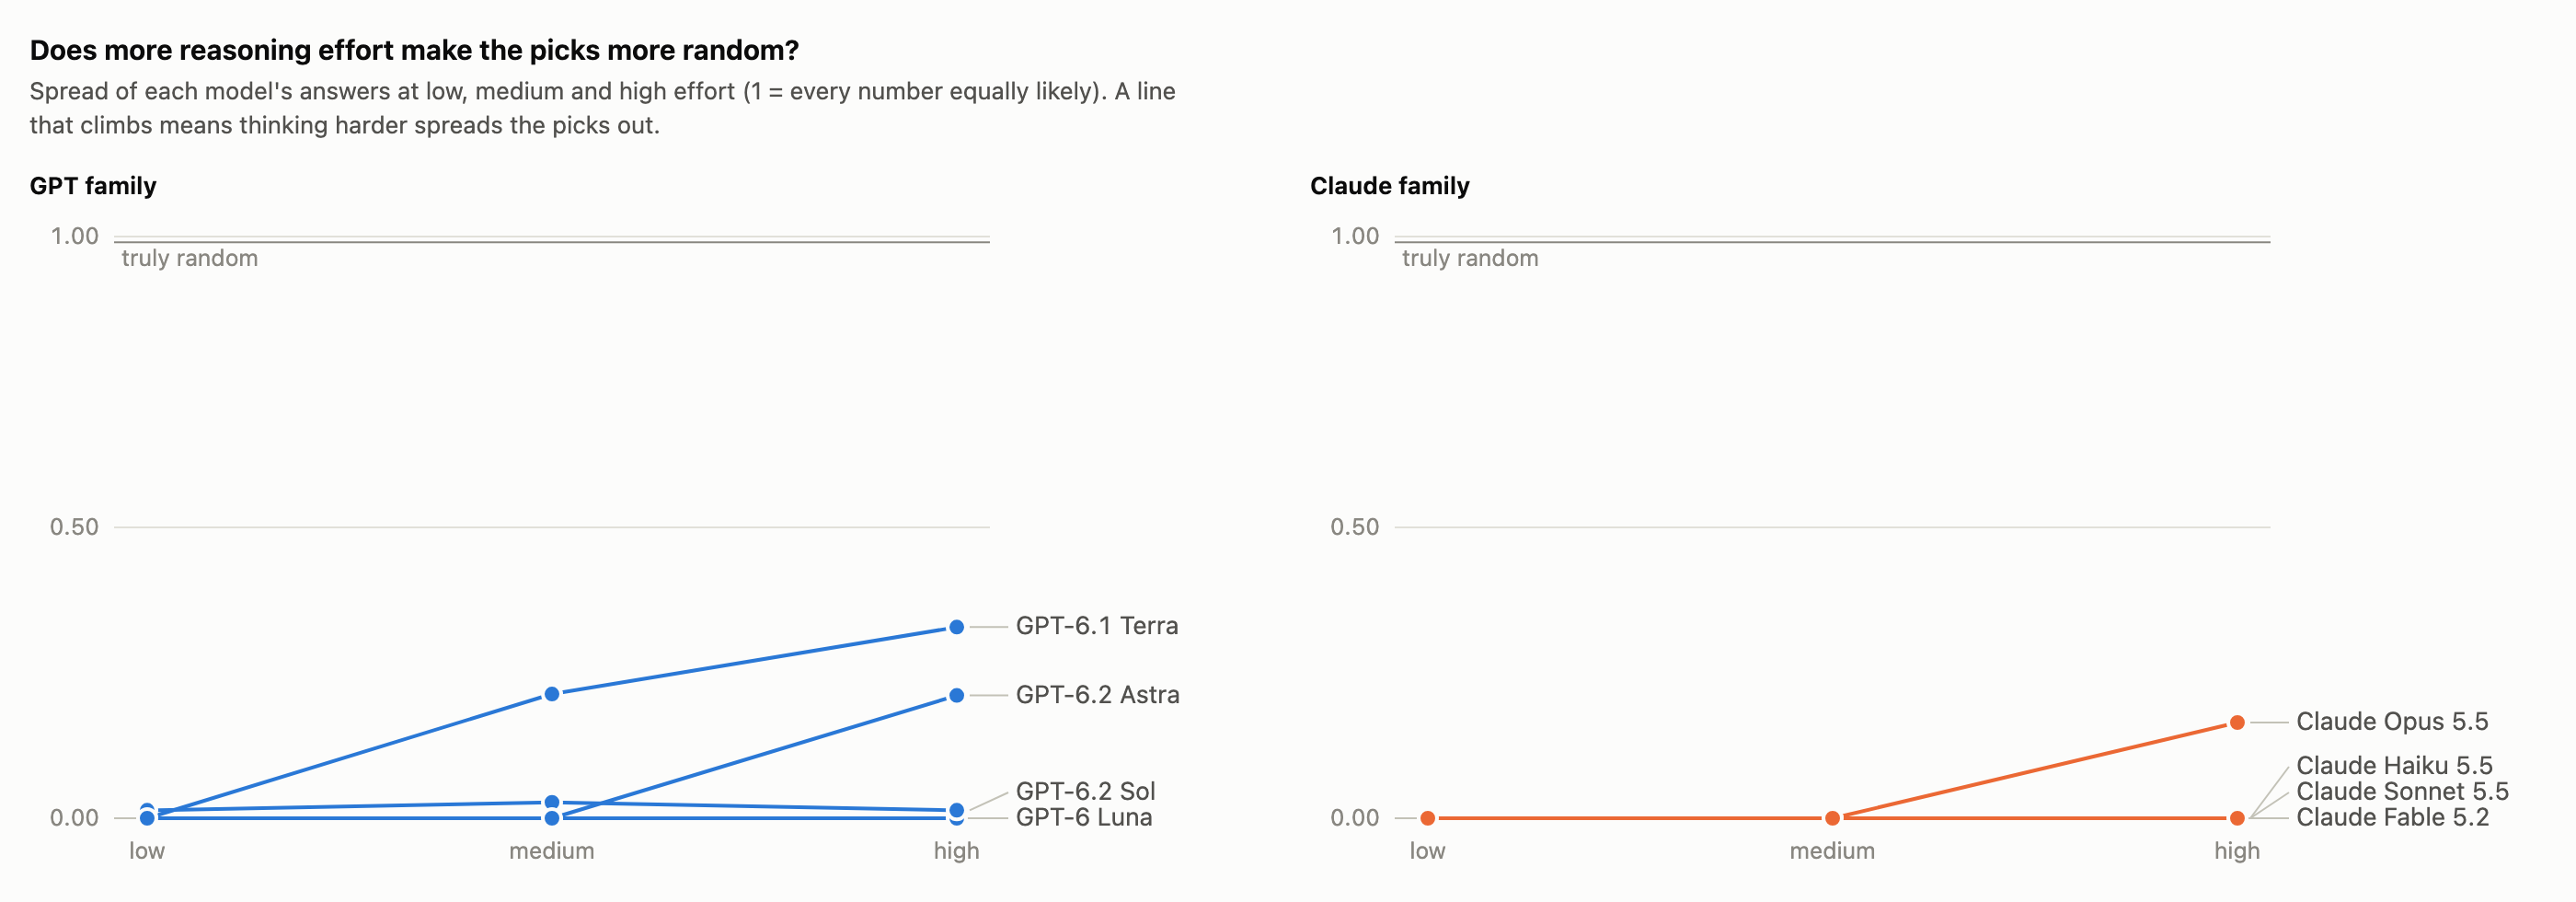 Does more reasoning effort make the picks more random?
Spread of each model's answers at low, medium and high effort (1 = every number equally likely). A line
that climbs means thinking harder spreads the picks out.
GPT family
1.00
truly random
0.50
GPT-6.1 Terra
GPT-6.2 Astra
GPT-6.2 Sol
0.00
GPT-6 Luna
low
medium
high
Claude family
1.00
truly random
0.50
Claude Opus 5.5
Claude Haiku 5.5
Claude Sonnet 5.5
0.00
Claude Fable 5.2
low
medium
high